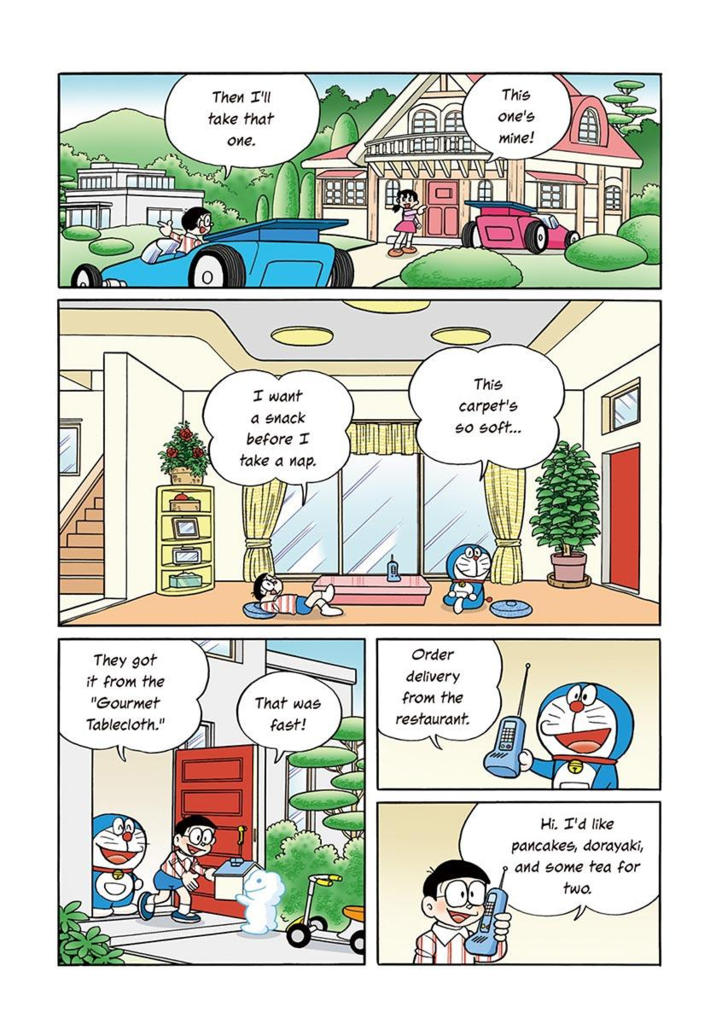 This
one's
mine!
Then I'll
take that
one.
This
carpet's
so soft...
I want
a snack
before I
take a nap.
Order
delivery
from the
restaurant.
Hi. I'd like
pancakes, dorayaki,
and some tea for
two.
That was
fast!
They got
it from the
"Gourmet
Tablecloth."